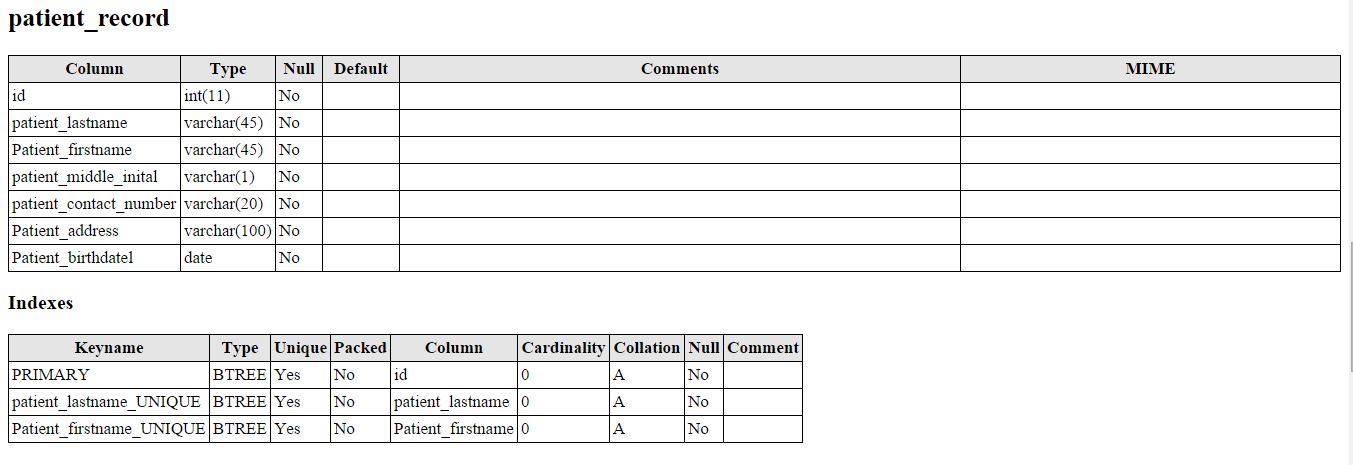 patient_record
Column Type Null Default Comments MIME
id int(11) No
patient_lastname varchar(45) No
Patient_firstname varchar(45) No
patient_middle_inital varchar(1) No
patient_contact_number varchar(20) No
Patient_address varchar(100) No
Patient_birthdate1 date No
Indexes
Keyname Type Unique Packed Column Cardinality Collation Null Comment
PRIMARY BTREE Yes No id 0 A No
patient_lastname_UNIQUE BTREE Yes No patient_lastname 0 A No
Patient_firstname_UNIQUE BTREE Yes No Patient_firstname 0 A No